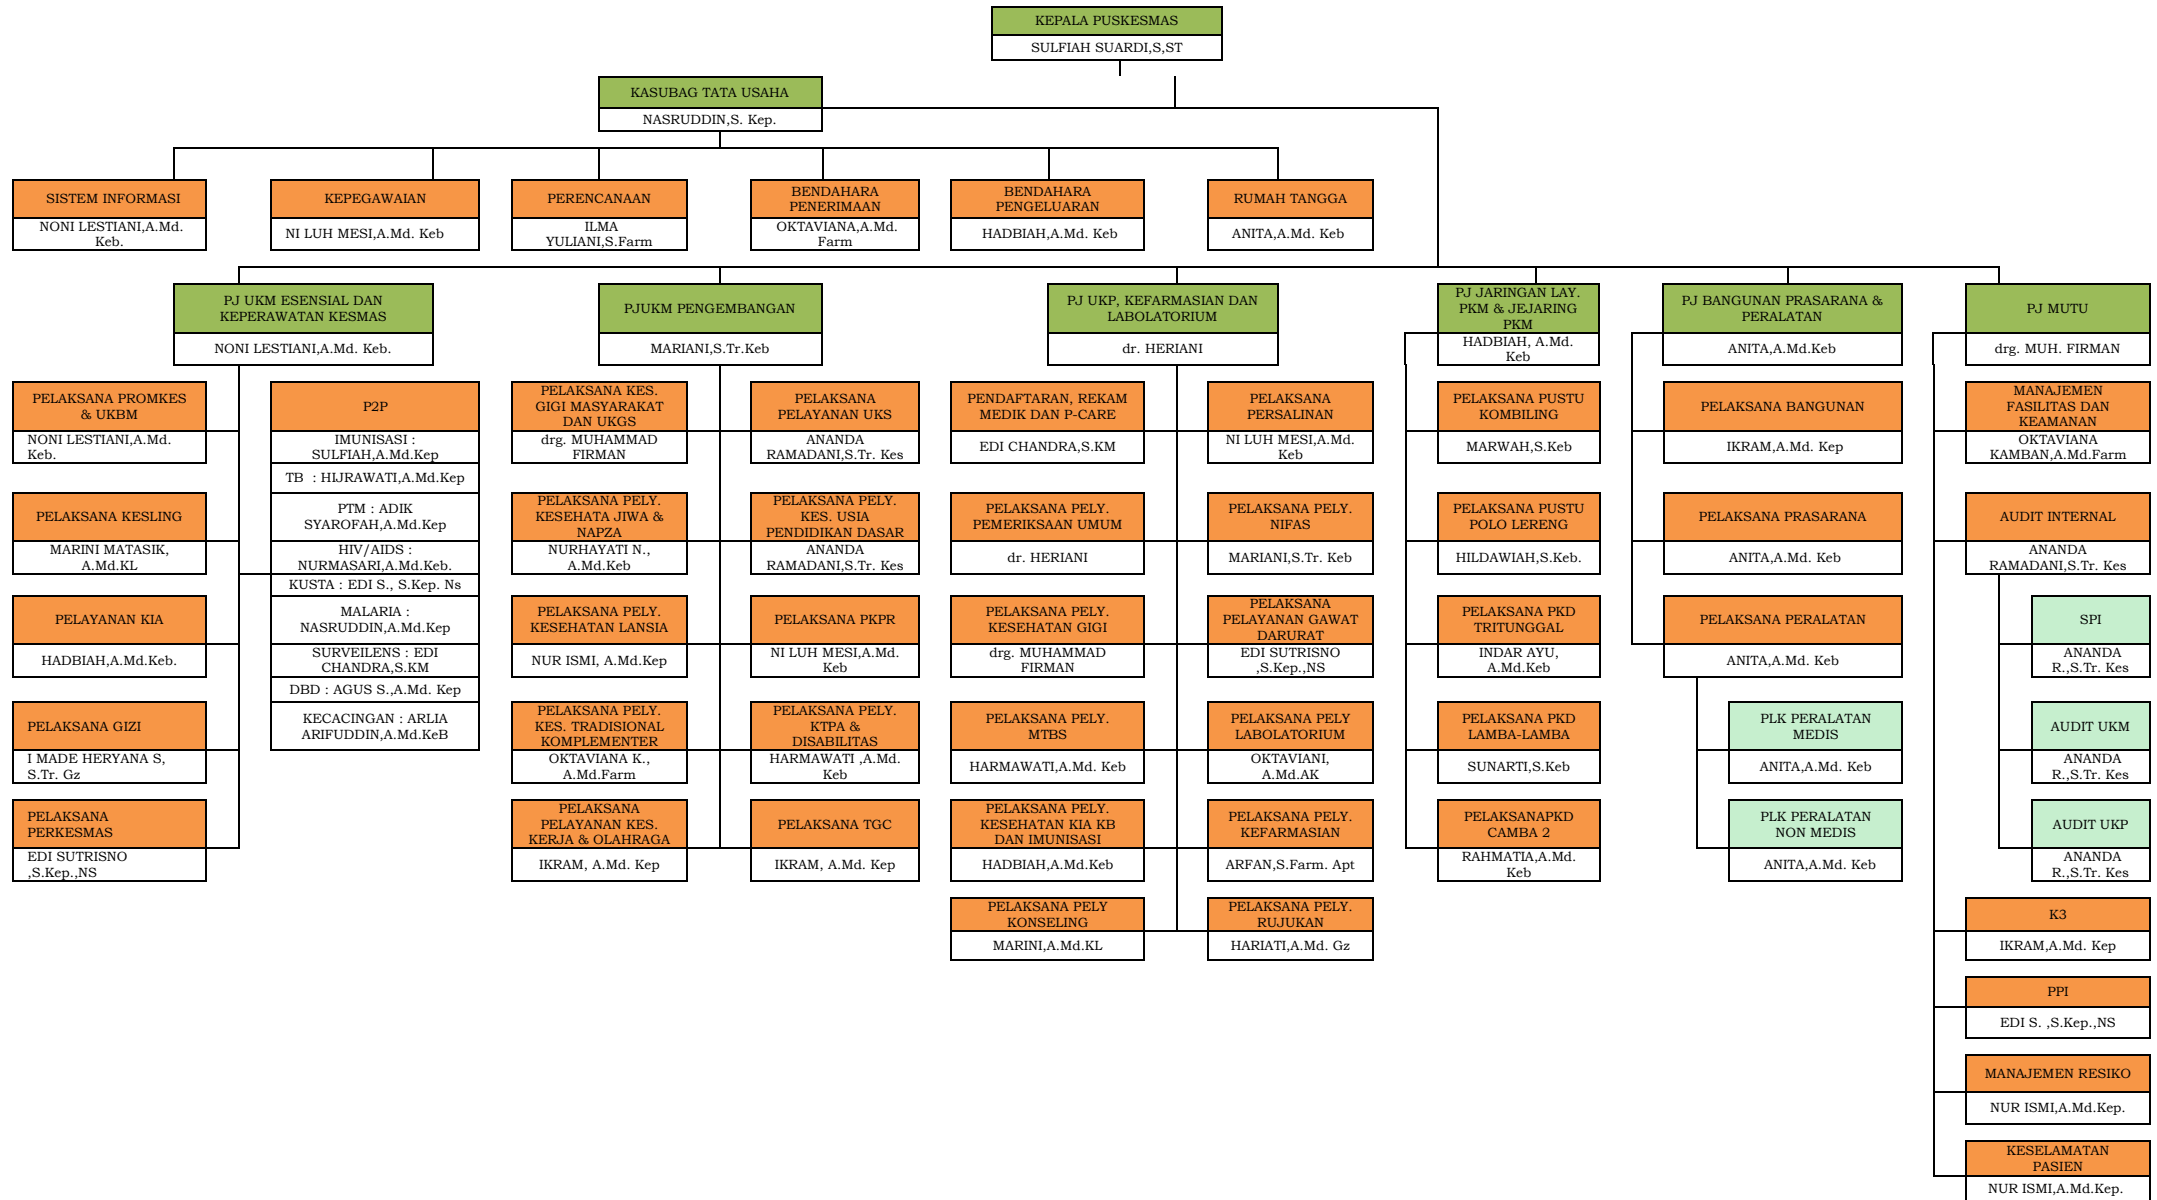 KEPALA PUSKESMAS
SULFIAH SUARDI,S,ST
KASUBAG TATA USAHA
NASRUDDIN,S. Kep.
SISTEM INFORMASI
NONI LESTIANI,A.Md.
Keb.
KEPEGAWAIAN
NI LUH MESI,A.Md. Keb
PERENCANAAN
ILMA
YULIANI,S.Farm
BENDAHARA
PENERIMAAN
OKTAVIANA,A.Md.
Farm
BENDAHARA
PENGELUARAN
HADBIAH,A.Md. Keb
RUMAH TANGGA
ANITA,A.Md. Keb
PJ UKM ESENSIAL DAN
KEPERAWATAN KESMAS
NONI LESTIANI,A.Md. Keb.
PELAKSANA PROMKES
& UKBM
NONI LESTIANI,A.Md.
Keb.
PELAKSANA KESLING
MARINI MATASIK,
A.Md.KL
PELAYANAN KIA
HADBIAH,A.Md.Keb.
PELAKSANA GIZI
I MADE HERYANA S,
S.Tr. Gz
PELAKSANA
PERKESMAS
EDI SUTRISNO
,S.Kep.,NS
P2P
IMUNISASI :
SULFIAH,A.Md.Kep
TB  : HIJRAWATI,A.Md.Kep
PTM : ADIK
SYAROFAH,A.Md.Kep
HIV/AIDS :
NURMASARI,A.Md.Keb.
KUSTA : EDI S., S.Kep. Ns
MALARIA :
NASRUDDIN,A.Md.Kep
SURVEILENS : EDI
CHANDRA,S.KM
DBD : AGUS S.,A.Md. Kep
KECACINGAN : ARLIA
ARIFUDDIN,A.Md.KeB
PJUKM PENGEMBANGAN
MARIANI,S.Tr.Keb
PELAKSANA KES.
GIGI MASYARAKAT
DAN UKGS
drg. MUHAMMAD
FIRMAN
PELAKSANA PELY.
KESEHATA JIWA &
NAPZA
NURHAYATI N.,
A.Md.Keb
PELAKSANA PELY.
KESEHATAN LANSIA
NUR ISMI, A.Md.Kep
PELAKSANA PELY.
KES. TRADISIONAL
KOMPLEMENTER
OKTAVIANA K.,
A.Md.Farm
PELAKSANA
PELAYANAN KES.
KERJA & OLAHRAGA
IKRAM, A.Md. Kep
PELAKSANA
PELAYANAN UKS
ANANDA
RAMADANI,S.Tr. Kes
PELAKSANA PELY.
KES. USIA
PENDIDIKAN DASAR
ANANDA
RAMADANI,S.Tr. Kes
PELAKSANA PKPR
NI LUH MESI,A.Md.
Keb
PELAKSANA PELY.
KTPA &
DISABILITAS
HARMAWATI ,A.Md.
Keb
PELAKSANA TGC
IKRAM, A.Md. Kep
PJ UKP, KEFARMASIAN DAN
LABOLATORIUM
dr. HERIANI
PENDAFTARAN, REKAM
MEDIK DAN P-CARE
EDI CHANDRA,S.KM
PELAKSANA PELY.
PEMERIKSAAN UMUM
dr. HERIANI
PELAKSANA PELY.
KESEHATAN GIGI
drg. MUHAMMAD
FIRMAN
PELAKSANA PELY.
MTBS
HARMAWATI,A.Md. Keb
PELAKSANA PELY.
KESEHATAN KIA KB
DAN IMUNISASI
HADBIAH,A.Md.Keb
PELAKSANA PELY
KONSELING
MARINI,A.Md.KL
PELAKSANA
PERSALINAN
NI LUH MESI,A.Md.
Keb
PELAKSANA PELY.
NIFAS
MARIANI,S.Tr. Keb
PELAKSANA
PELAYANAN GAWAT
DARURAT
EDI SUTRISNO
,S.Kep.,NS
PELAKSANA PELY
LABOLATORIUM
OKTAVIANI,
A.Md.AK
PELAKSANA PELY.
KEFARMASIAN
ARFAN,S.Farm. Apt
PELAKSANA PELY.
RUJUKAN
HARIATI,A.Md. Gz
PJ JARINGAN LAY.
PKM & JEJARING
PKM
HADBIAH, A.Md.
Keb
PELAKSANA PUSTU
KOMBILING
MARWAH,S.Keb
PELAKSANA PUSTU
POLO LERENG
HILDAWIAH,S.Keb.
PELAKSANA PKD
TRITUNGGAL
INDAR AYU,
A.Md.Keb
PELAKSANA PKD
LAMBA-LAMBA
SUNARTI,S.Keb
PELAKSANAPKD
CAMBA 2
RAHMATIA,A.Md.
Keb
PJ BANGUNAN PRASARANA &
PERALATAN
ANITA,A.Md.Keb
PELAKSANA BANGUNAN
IKRAM,A.Md. Kep
PELAKSANA PRASARANA
ANITA,A.Md. Keb
PELAKSANA PERALATAN
ANITA,A.Md. Keb
PLK PERALATAN
MEDIS
ANITA,A.Md. Keb
PLK PERALATAN
NON MEDIS
ANITA,A.Md. Keb
PJ MUTU
drg. MUH. FIRMAN
MANAJEMEN
FASILITAS DAN
KEAMANAN
OKTAVIANA
KAMBAN,A.Md.Farm
AUDIT INTERNAL
ANANDA
RAMADANI,S.Tr. Kes
SPI
ANANDA
R.,S.Tr. Kes
AUDIT UKM
ANANDA
R.,S.Tr. Kes
AUDIT UKP
ANANDA
R.,S.Tr. Kes
K3
IKRAM,A.Md. Kep
PPI
EDI S. ,S.Kep.,NS
MANAJEMEN RESIKO
NUR ISMI,A.Md.Kep.
KESELAMATAN
PASIEN
NUR ISMI,A.Md.Kep.